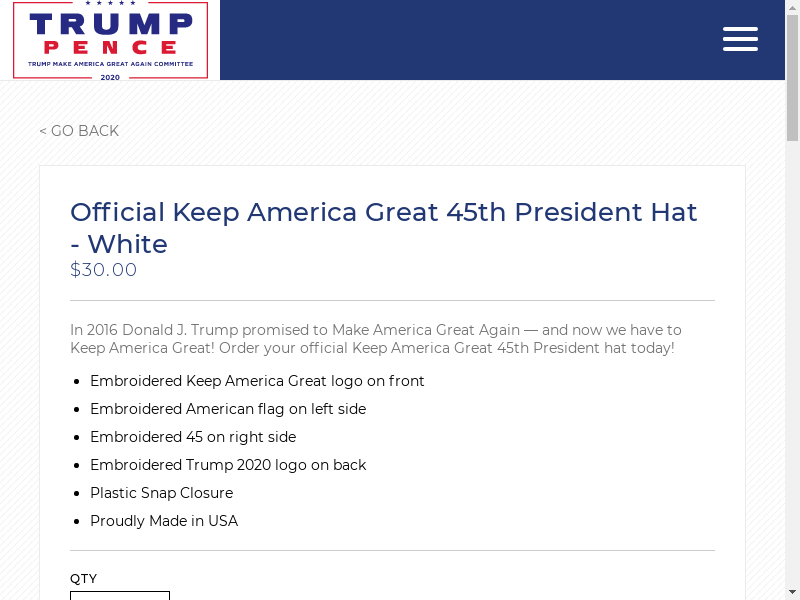 TRUMP
PENCE
TRUMP MAKE AMERICA GREAT AGAIN COMMITTEE
2020
< GO BACK
Official Keep America Great 45th President Hat
- White
$30.00
In 2016 Donald J. Trump promised to Make America Great Again — and now we have to
Keep America Great! Order your official Keep America Great 45th President hat today!
• Embroidered Keep America Great logo on front
• Embroidered American flag on left side
• Embroidered 45 on right side
• Embroidered Trump 2020 logo on back
• Plastic Snap Closure
• Proudly Made in USA
QTY